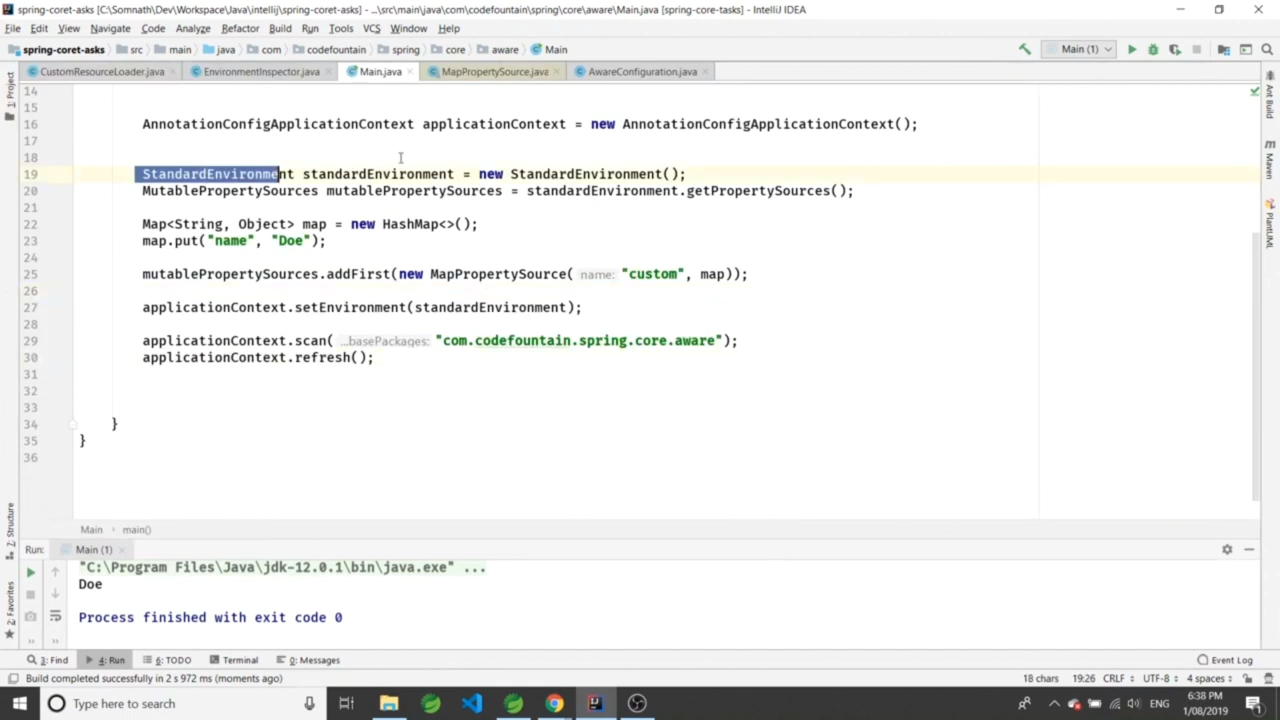 spring-coret-asks [C:\Somnath\Dev\Workspace\Java\intellij\spring-coret-asks] - ...\src\main\java\com\codefountain\spring\core\aware\Main.java [spring-core-tasks] - IntelliJ IDEA
File Edit View Navigate Code Analyze Refactor Build Run Tools VCS Window Help
spring-coret-asks src main java com codefountain spring core aware Main Main (1)
CustomResourceLoader.java EnvironmentInspector.java Main.java MapPropertySource.java AwareConfiguration.java
1: Project
Ant Build
Maven
PlantUML
14
15
16 AnnotationConfigApplicationContext applicationContext = new AnnotationConfigApplicationContext();
17
18
19 StandardEnvironment standardEnvironment = new StandardEnvironment();
20 MutablePropertySources mutablePropertySources = standardEnvironment.getPropertySources();
21
22 Map<String, Object> map = new HashMap<>();
23 map.put("name", "Doe");
24
25 mutablePropertySources.addFirst(new MapPropertySource( name: "custom", map));
26
27 applicationContext.setEnvironment(standardEnvironment);
28
29 applicationContext.scan( ...basePackages: "com.codefountain.spring.core.aware");
30 applicationContext.refresh();
31
32
33
34 }
35 }
36
Main main()
Z: Structure
2: Favorites
Run: Main (1)
"C:\Program Files\Java\jdk-12.0.1\bin\java.exe" ...
Doe
Process finished with exit code 0
3: Find 4: Run 6: TODO Terminal 0: Messages Event Log
Build completed successfully in 2 s 972 ms (moments ago) 18 chars 19:26 CRLF UTF-8 4 spaces
Type here to search ENG 6:38 PM
1/08/2019
1